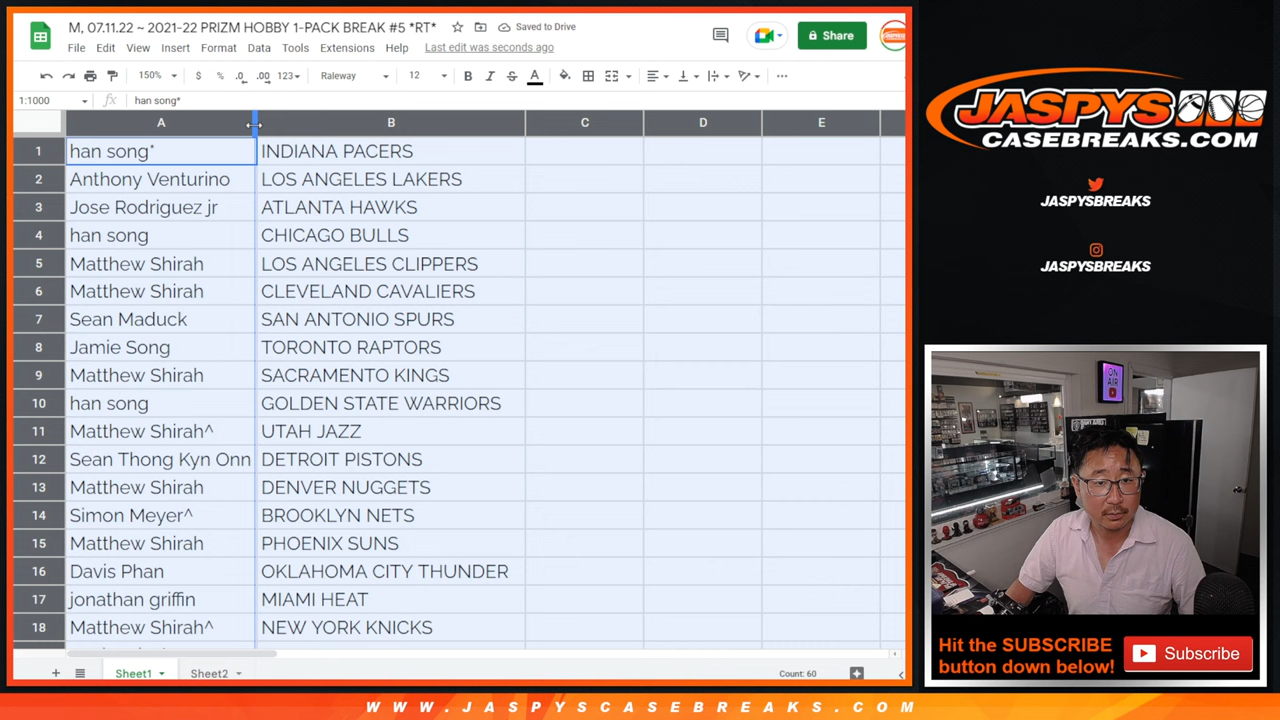 M, 07.11.22 ~ 2021-22 PRIZM HOBBY 1-PACK BREAK #5 *RT*
Saved to Drive
File Edit View Insert Format Data Tools Extensions Help Last edit was seconds ago
Share
150% $ % .0 .00 123 Raleway 12 B I S A
1:1000 fx han song*
A B C D E
1 han song* INDIANA PACERS
2 Anthony Venturino LOS ANGELES LAKERS
3 Jose Rodriguez jr ATLANTA HAWKS
4 han song CHICAGO BULLS
5 Matthew Shirah LOS ANGELES CLIPPERS
6 Matthew Shirah CLEVELAND CAVALIERS
7 Sean Maduck SAN ANTONIO SPURS
8 Jamie Song TORONTO RAPTORS
9 Matthew Shirah SACRAMENTO KINGS
10 han song GOLDEN STATE WARRIORS
11 Matthew Shirah^ UTAH JAZZ
12 Sean Thong Kyn Onn DETROIT PISTONS
13 Matthew Shirah DENVER NUGGETS
14 Simon Meyer^ BROOKLYN NETS
15 Matthew Shirah PHOENIX SUNS
16 Davis Phan OKLAHOMA CITY THUNDER
17 jonathan griffin MIAMI HEAT
18 Matthew Shirah^ NEW YORK KNICKS
Sheet1 Sheet2 Count: 60
JASPYS
CASEBREAKS.COM
JASPYSBREAKS
JASPYSBREAKS
ON
AIR
Hit the SUBSCRIBE
button down below!
Subscribe
WWW.JASPYSCASEBREAKS.COM